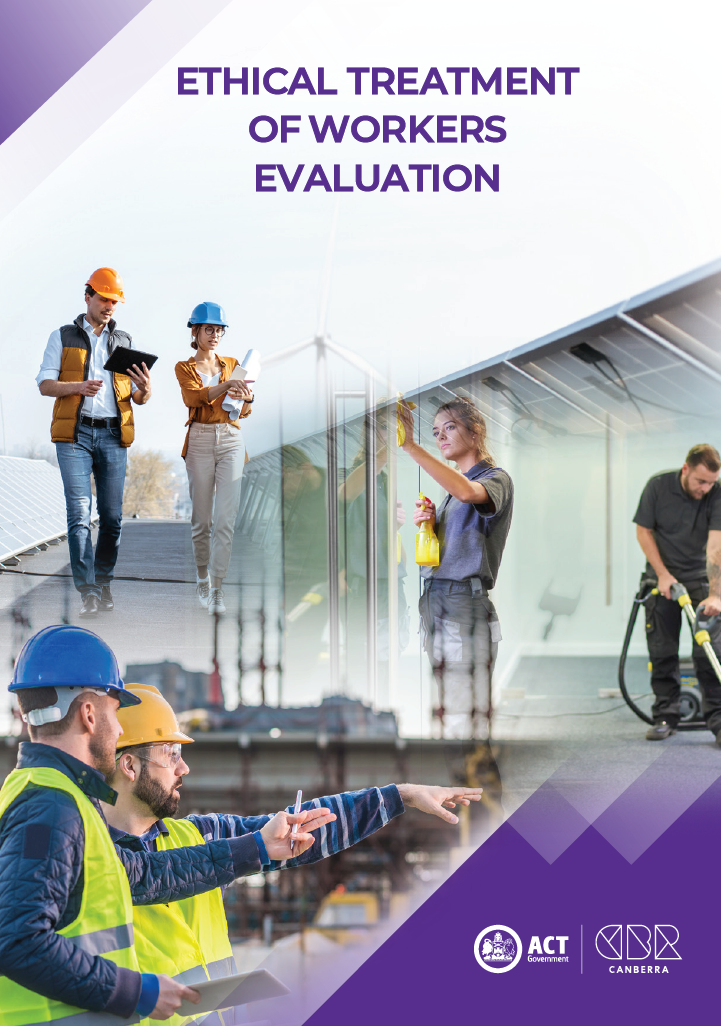 ETHICAL TREATMENT
OF WORKERS
EVALUATION
ACT
Government
CBR
CANBERRA